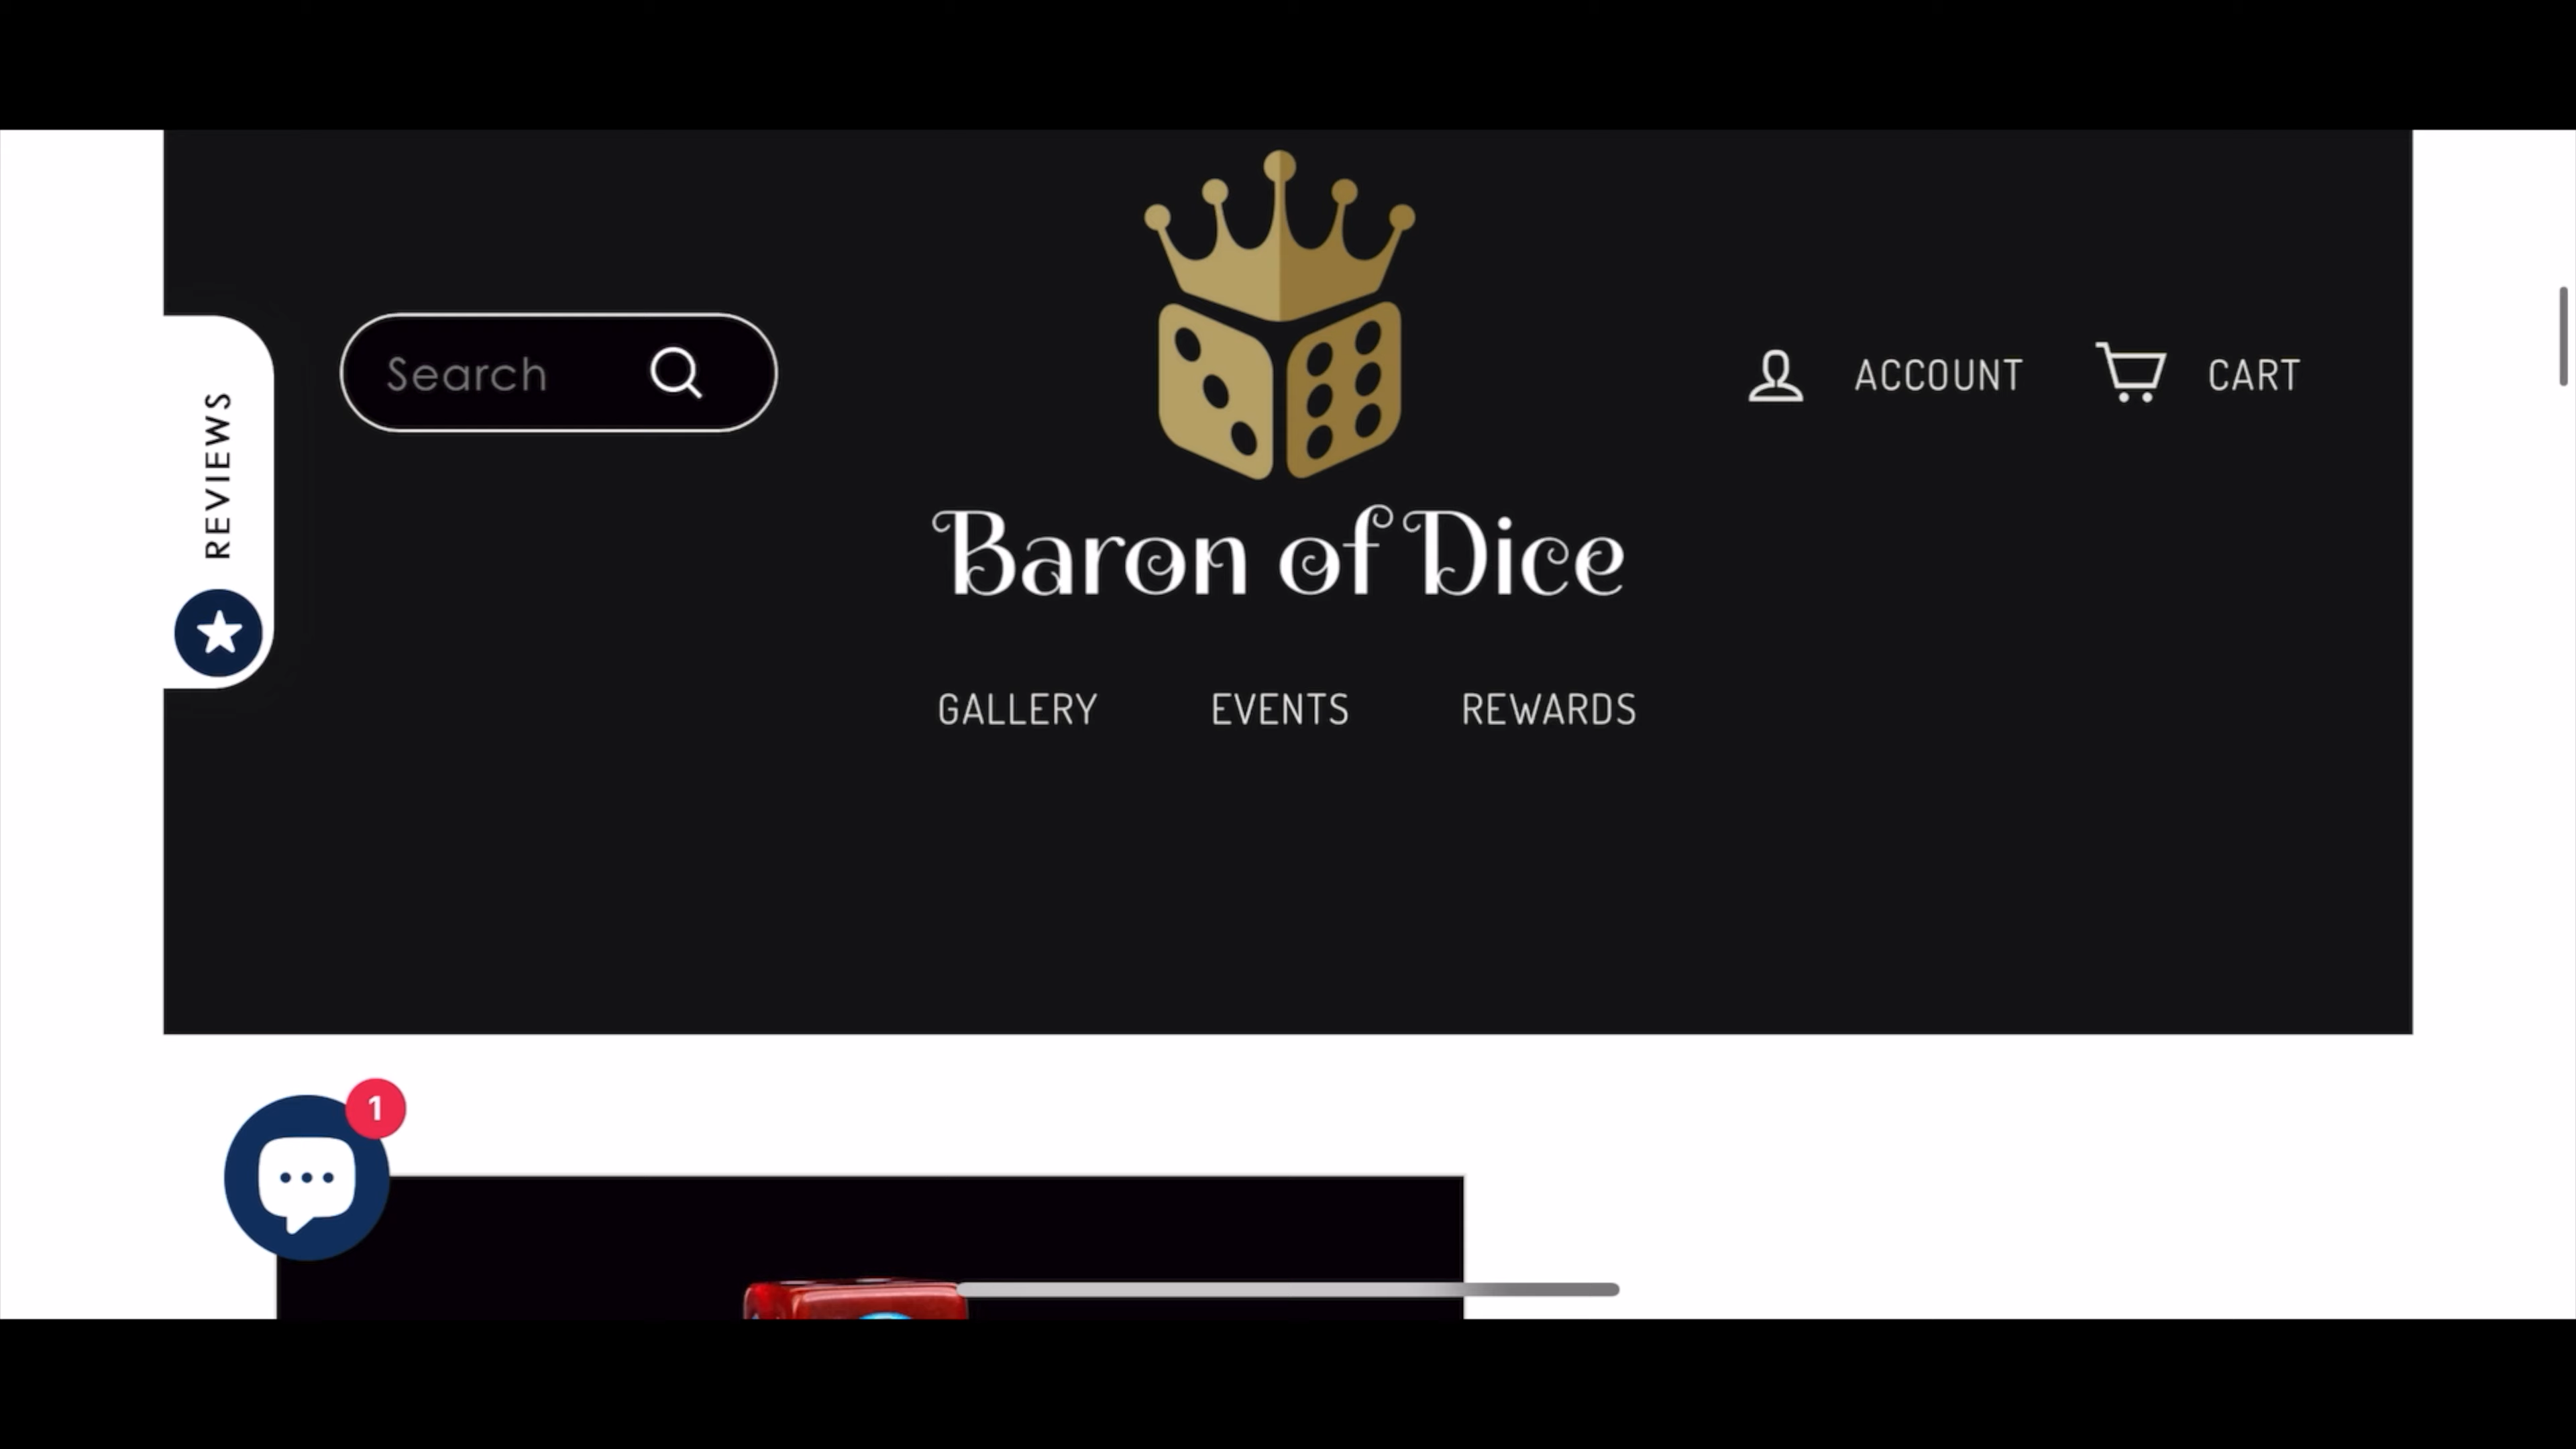 Search
ACCOUNT
CART
REVIEWS
Baron of Dice
GALLERY
EVENTS
REWARDS
1